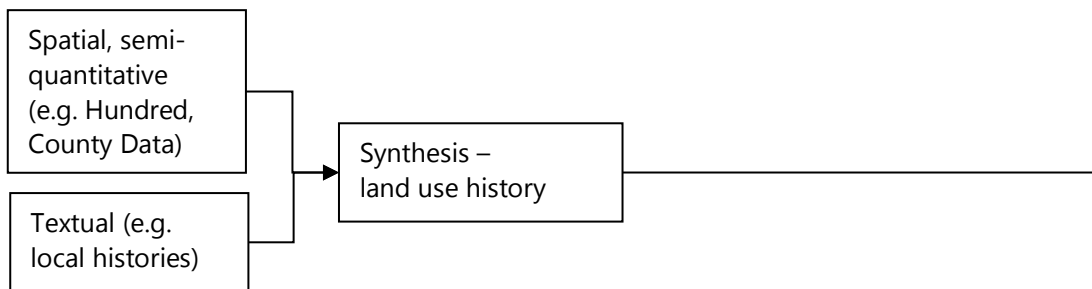 Spatial, semi-
quantitative
(e.g. Hundred,
County Data)
Textual (e.g.
local histories)
Synthesis –
land use history